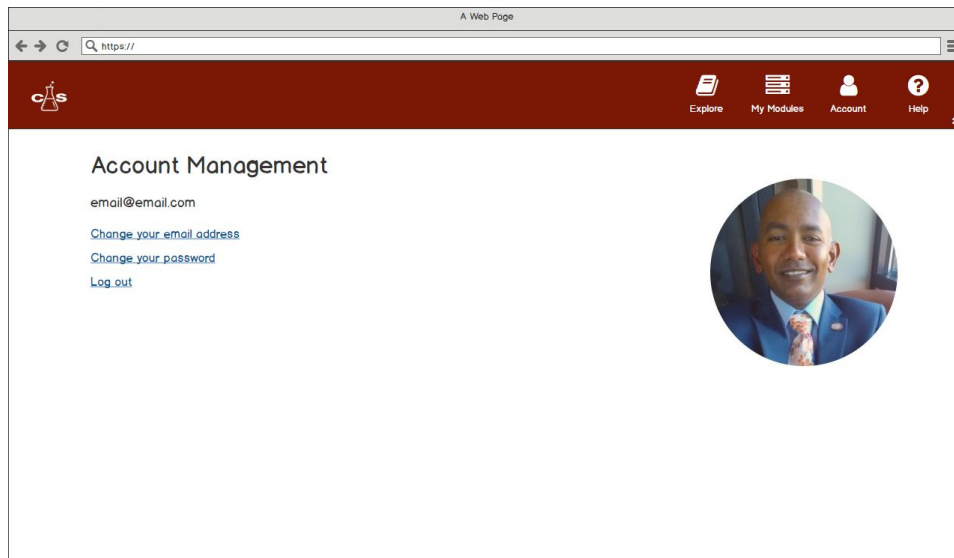 A Web Page
https://
cAs
Explore My Modules Account Help
Account Management
email@email.com
Change your email address
Change your password
Log out